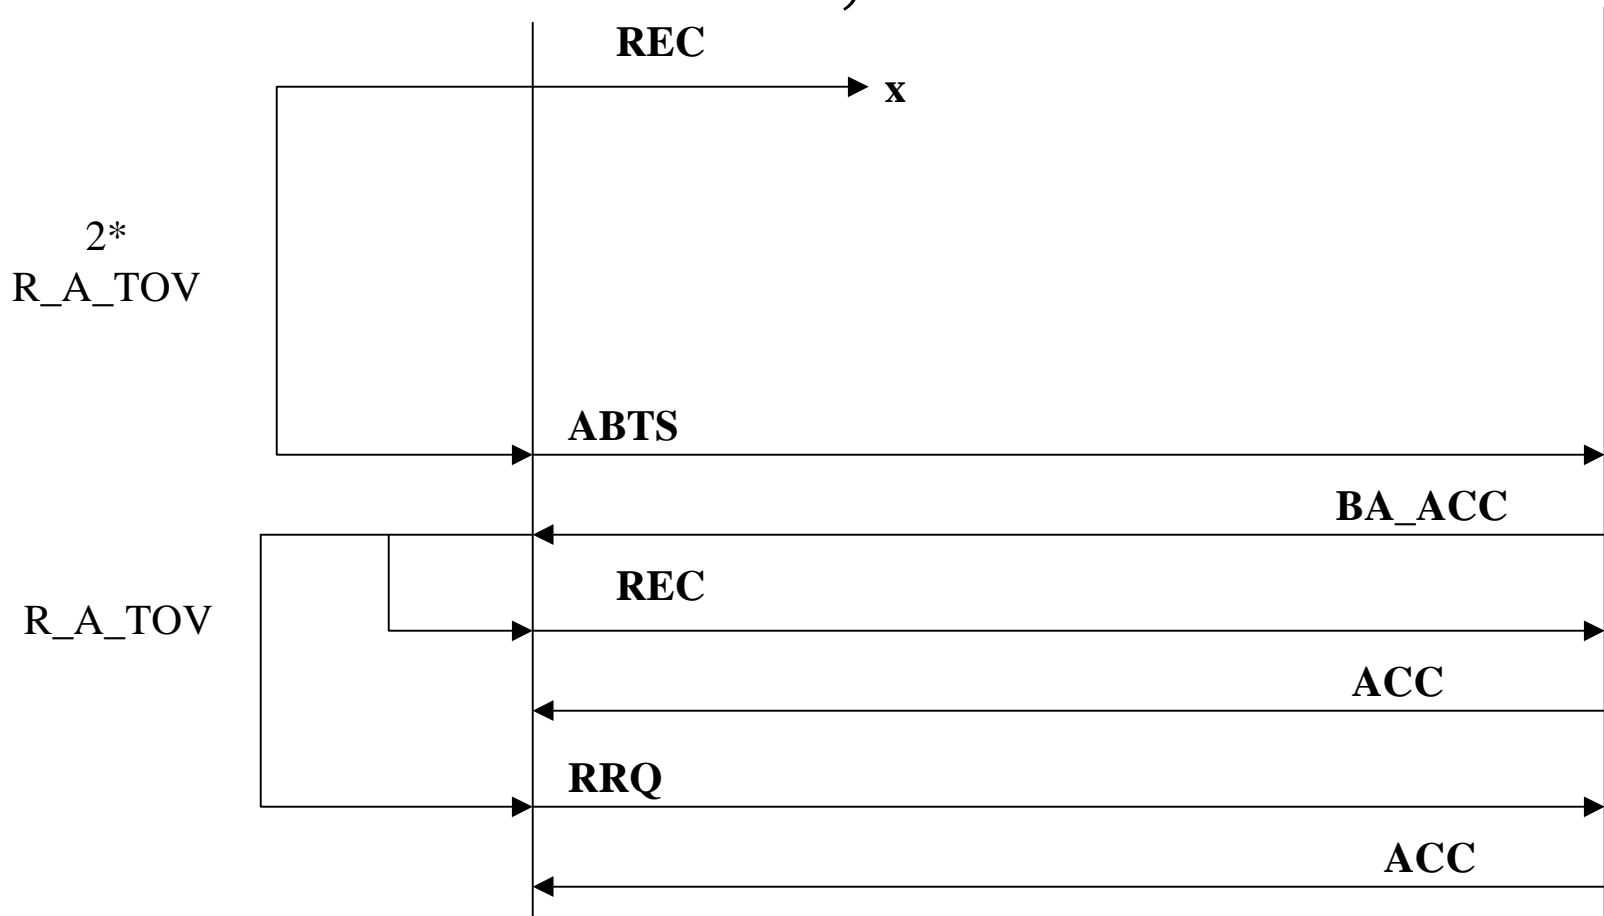 REC
x
2*
R_A_TOV
ABTS
BA_ACC
REC
R_A_TOV
ACC
RRQ
ACC